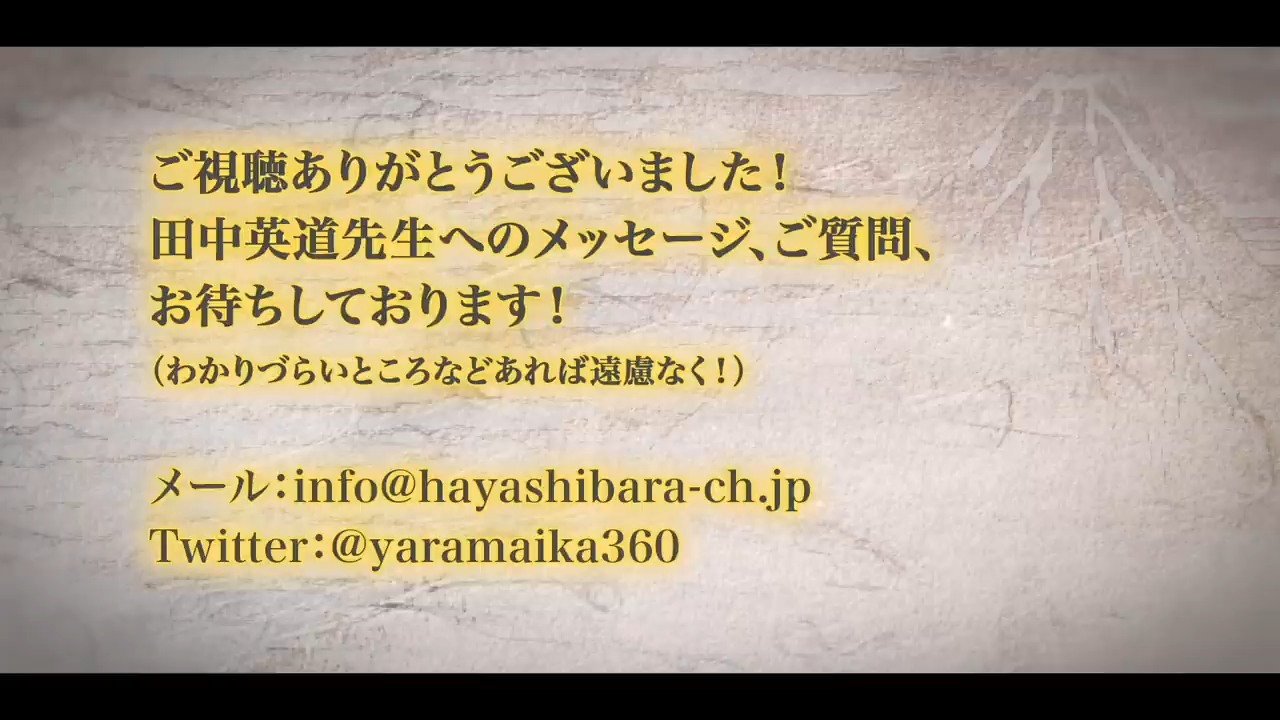 ご視聴ありがとうございました！
田中英道先生へのメッセージ、ご質問、
お待ちしております！
（わかりづらいところなどあれば遠慮なく！）
メール：info@hayashibara-ch.jp
Twitter：@yaramaika360